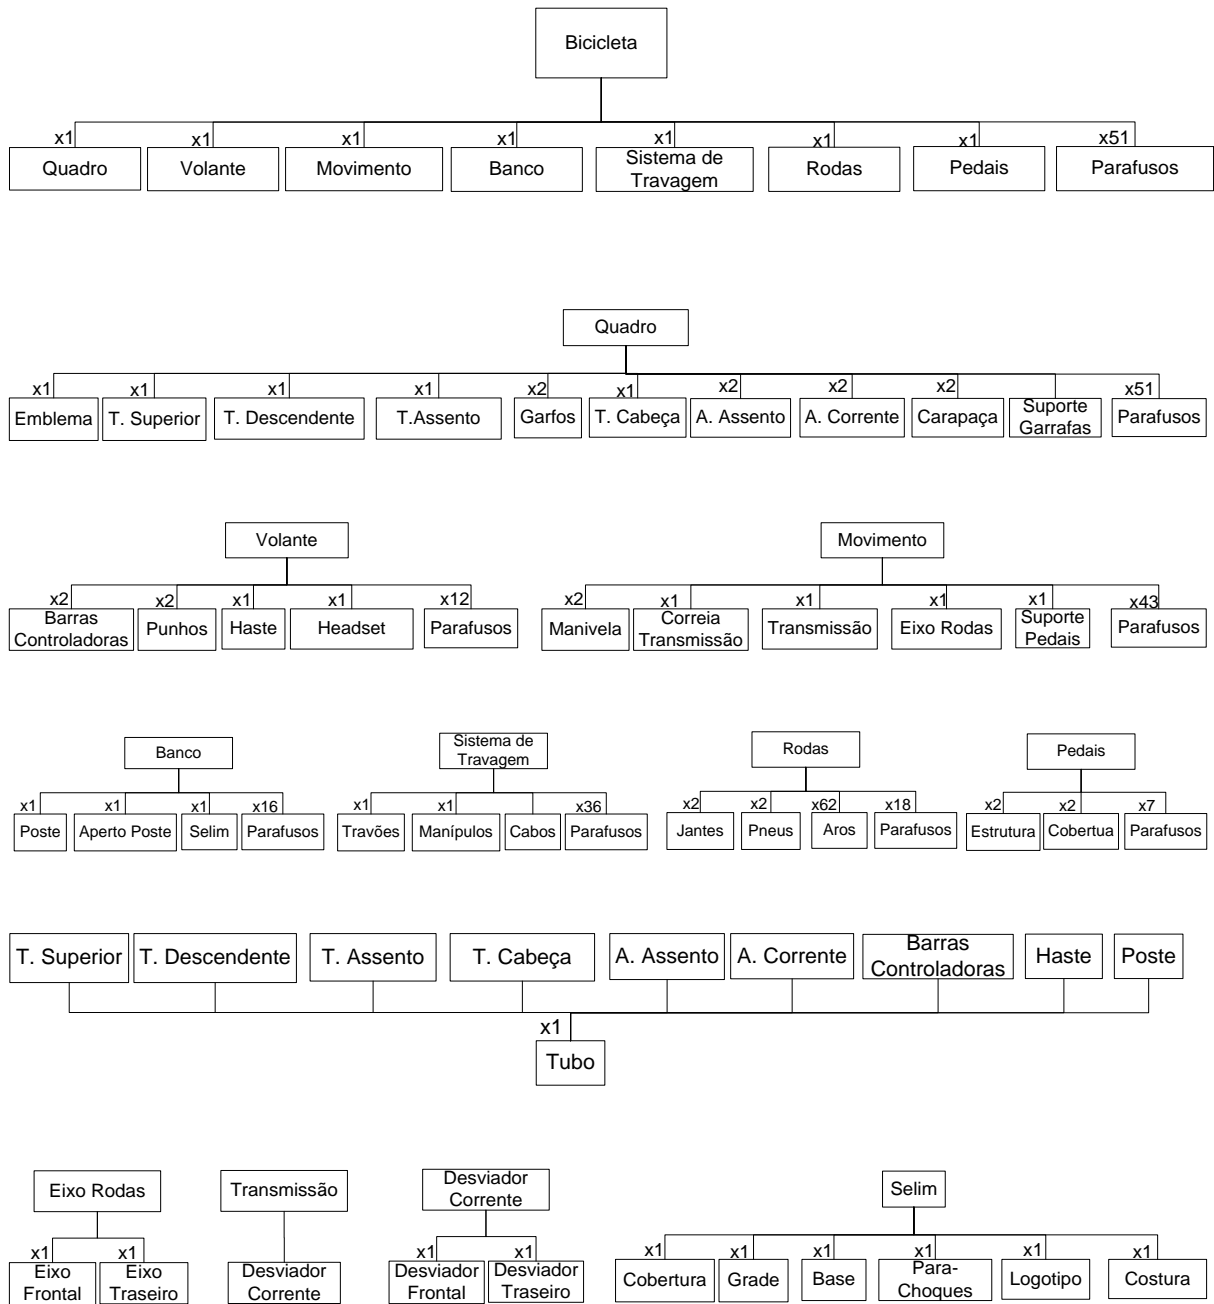 Bicicleta
x1 x1 x1 x1 x1 x1 x1 x51
Quadro Volante Movimento Banco Sistema de Travagem Rodas Pedais Parafusos
Quadro
x1 x1 x1 x1 x2 x1 x2 x2 x2 x51
Emblema T. Superior T. Descendente T.Assento Garfos T. Cabeça A. Assento A. Corrente Carapaça Suporte Garrafas Parafusos
Volante
x2 x2 x1 x1 x12
Barras Controladoras Punhos Haste Headset Parafusos
Movimento
x2 x1 x1 x1 x1 x43
Manivela Correia Transmissão Transmissão Eixo Rodas Suporte Pedais Parafusos
Banco
x1 x1 x1 x16
Poste Aperto Poste Selim Parafusos
Sistema de Travagem
x1 x1 x36
Travões Manípulos Cabos Parafusos
Rodas
x2 x2 x62 x18
Jantes Pneus Aros Parafusos
Pedais
x2 x2 x7
Estrutura Cobertua Parafusos
T. Superior T. Descendente T. Assento T. Cabeça A. Assento A. Corrente Barras Controladoras Haste Poste
x1
Tubo
Eixo Rodas
x1 x1
Eixo Frontal Eixo Traseiro
Transmissão
Desviador Corrente
Desviador Corrente
x1 x1
Desviador Frontal Desviador Traseiro
Selim
x1 x1 x1 x1 x1 x1
Cobertura Grade Base Para-Choques Logotipo Costura